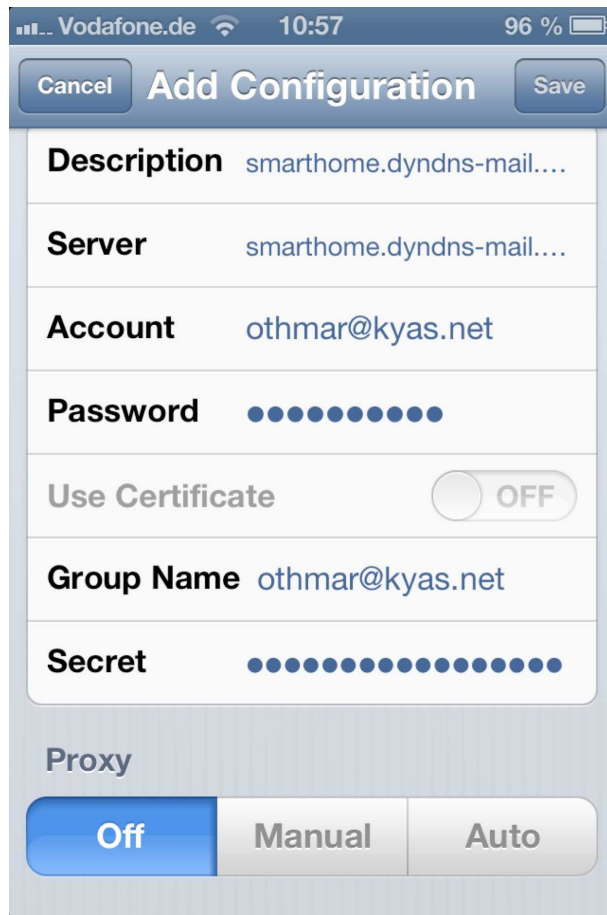 Vodafone.de 10:57 96 %
Cancel Add Configuration Save
Description smarthome.dyndns-mail....
Server smarthome.dyndns-mail....
Account othmar@kyas.net
Password ●●●●●●●●●●
Use Certificate OFF
Group Name othmar@kyas.net
Secret ●●●●●●●●●●●●●●●●●
Proxy
Off Manual Auto